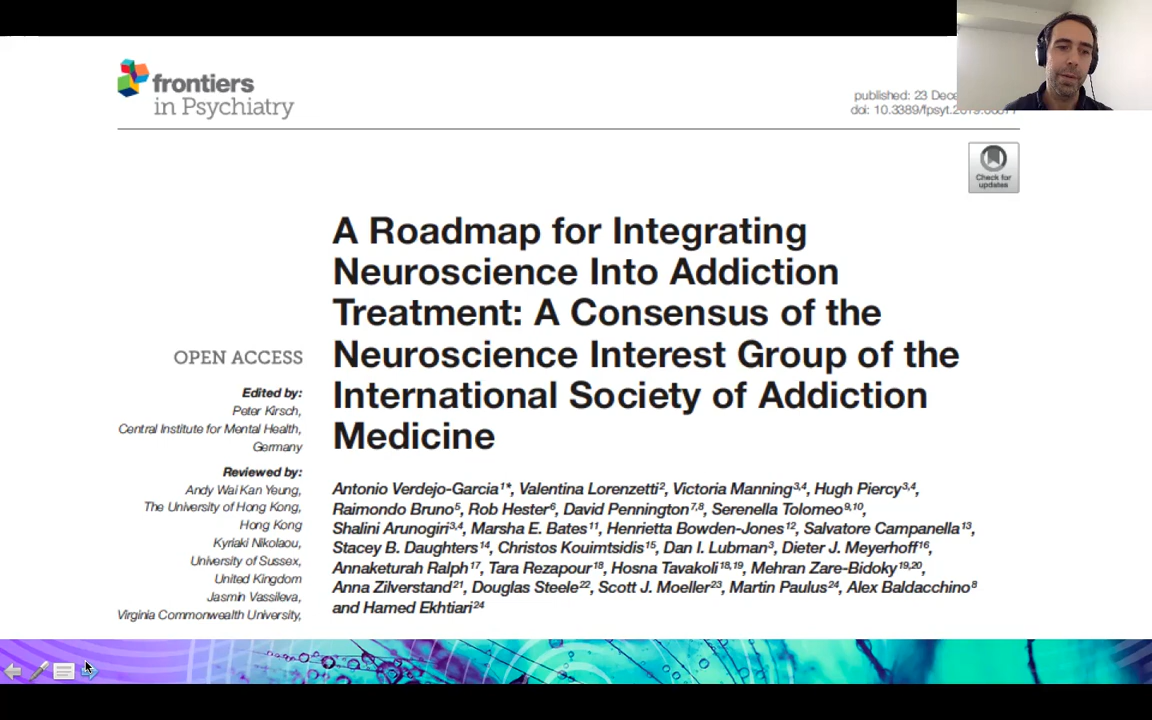 frontiers
in Psychiatry
published: 23
doi: 10.3389/fpsyt.2019.
Check for
updates
A Roadmap for Integrating
Neuroscience Into Addiction
Treatment: A Consensus of the
Neuroscience Interest Group of the
International Society of Addiction
Medicine
OPEN ACCESS
Edited by:
Peter Kirsch,
Central Institute for Mental Health,
Germany
Reviewed by:
Andy Wai Kan Yeung,
The University of Hong Kong,
Hong Kong
Kyriaki Nikolaou,
University of Sussex,
United Kingdom
Jasmin Vassileva,
Virginia Commonwealth University,
Antonio Verdejo-Garcia1*, Valentina Lorenzetti2, Victoria Manning3,4, Hugh Piercy3,4,
Raimondo Bruno5, Rob Hester6, David Pennington7,8, Serenella Tolomeo9,10,
Shalini Arunogiri3,4, Marsha E. Bates11, Henrietta Bowden-Jones12, Salvatore Campanella13,
Stacey B. Daughters14, Christos Kouimtsidis15, Dan I. Lubman3, Dieter J. Meyerhoff16,
Annaketurah Ralph17, Tara Rezapour18, Hosna Tavakoli18,19, Mehran Zare-Bidoky19,20,
Anna Zilverstand21, Douglas Steele22, Scott J. Moeller23, Martin Paulus24, Alex Baldacchino8
and Hamed Ekhtiari24